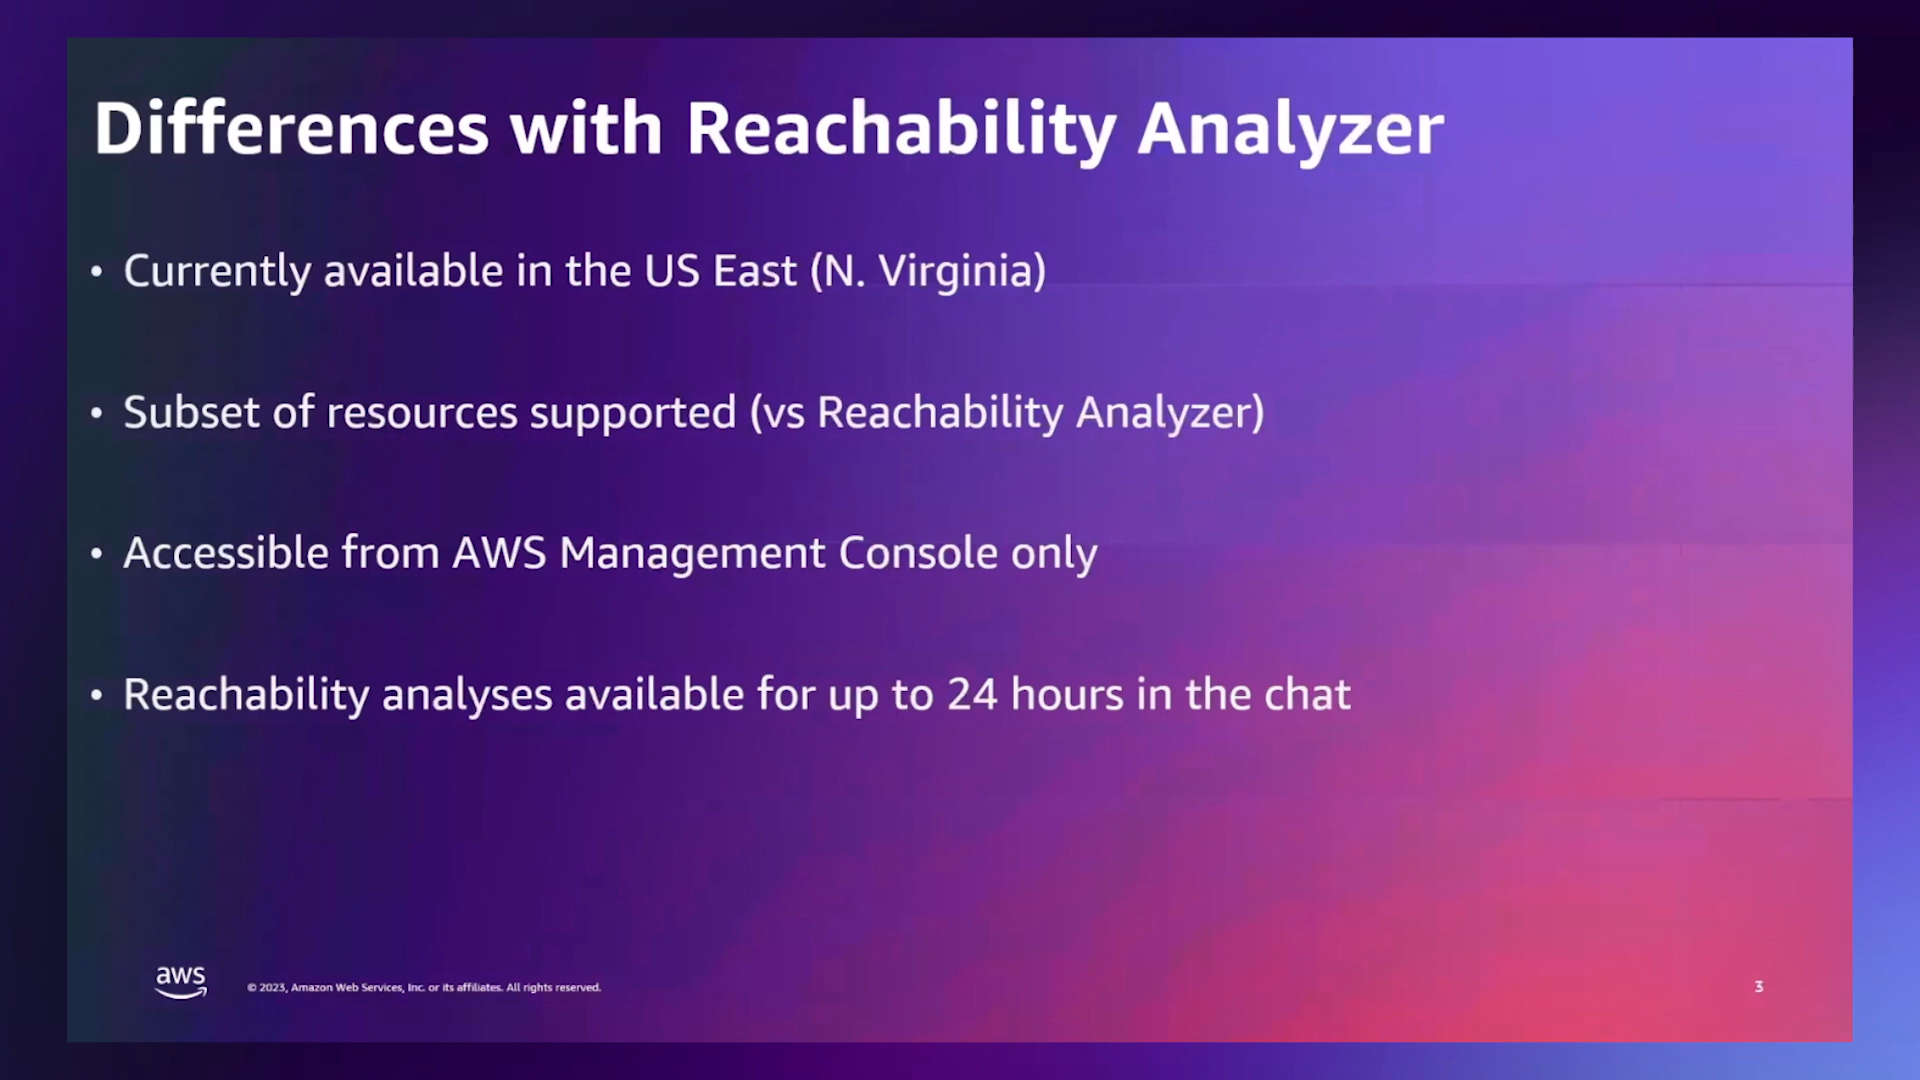 Differences with Reachability Analyzer
• Currently available in the US East (N. Virginia)
• Subset of resources supported (vs Reachability Analyzer)
• Accessible from AWS Management Console only
• Reachability analyses available for up to 24 hours in the chat
aws
© 2023, Amazon Web Services, Inc. or its affiliates. All rights reserved.
3